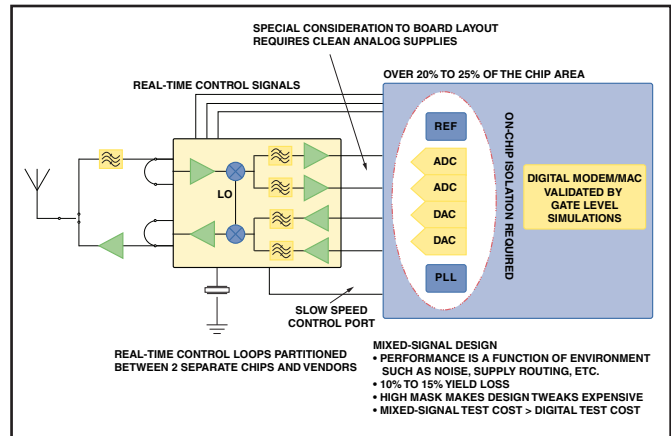 SPECIAL CONSIDERATION TO BOARD LAYOUT
REQUIRES CLEAN ANALOG SUPPLIES
REAL-TIME CONTROL SIGNALS
OVER 20% TO 25% OF THE CHIP AREA
REF
ADC
ADC
DAC
DAC
PLL
ON-CHIP ISOLATION REQUIRED
DIGITAL MODEM/MAC
VALIDATED BY
GATE LEVEL
SIMULATIONS
LO
SLOW SPEED
CONTROL PORT
REAL-TIME CONTROL LOOPS PARTITIONED
BETWEEN 2 SEPARATE CHIPS AND VENDORS
MIXED-SIGNAL DESIGN
• PERFORMANCE IS A FUNCTION OF ENVIRONMENT
SUCH AS NOISE, SUPPLY ROUTING, ETC.
• 10% TO 15% YIELD LOSS
• HIGH MASK MAKES DESIGN TWEAKS EXPENSIVE
• MIXED-SIGNAL TEST COST > DIGITAL TEST COST